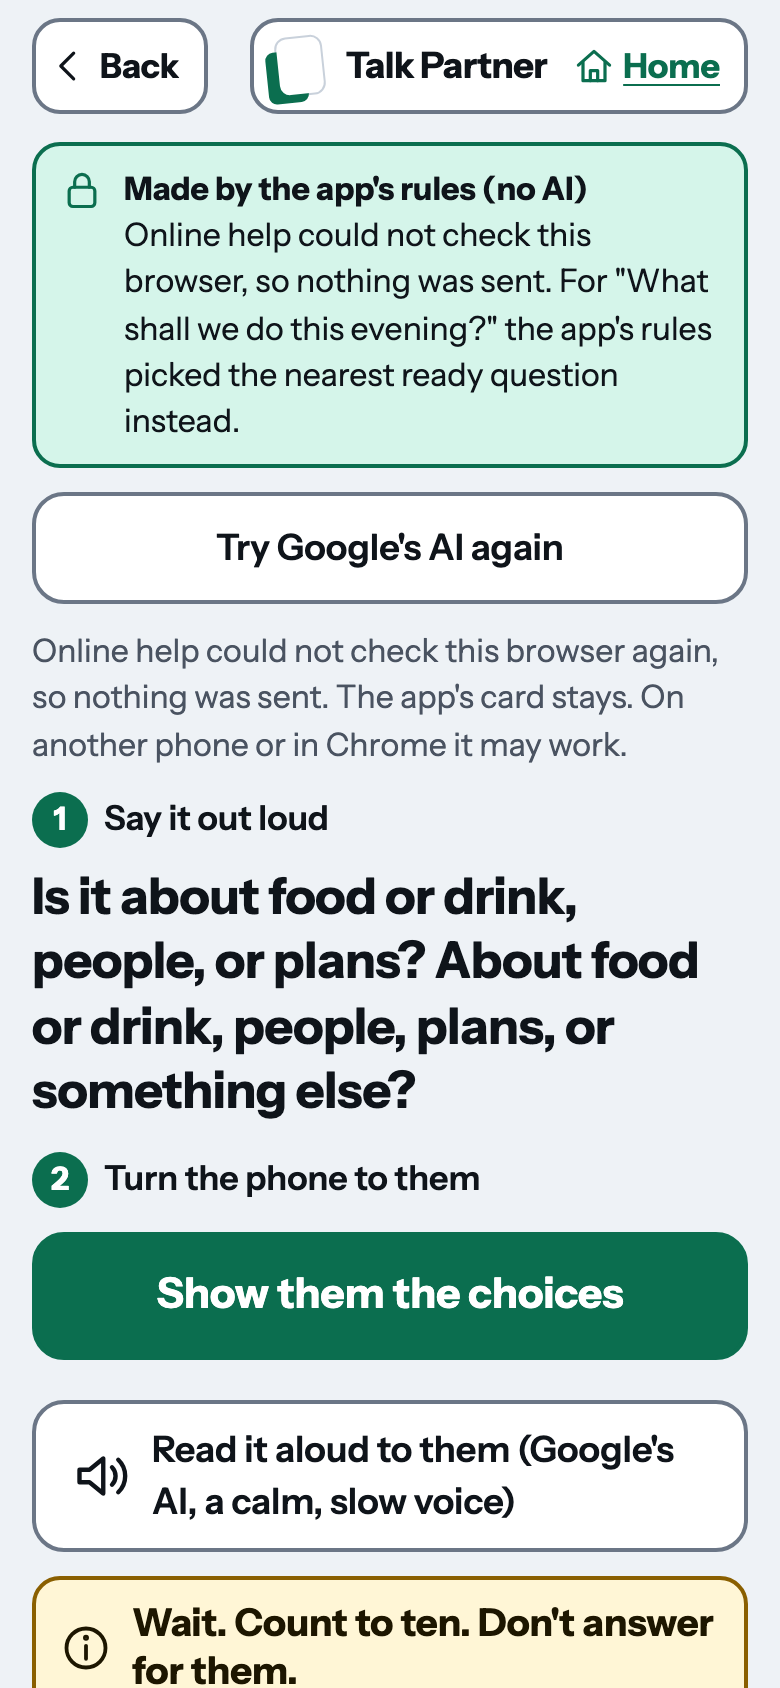 Back
Talk Partner
Home
Made by the app's rules (no AI)
Online help could not check this
browser, so nothing was sent. For "What
shall we do this evening?" the app's rules
picked the nearest ready question
instead.
Try Google's AI again
Online help could not check this browser again,
so nothing was sent. The app's card stays. On
another phone or in Chrome it may work.
1 Say it out loud
Is it about food or drink,
people, or plans? About food
or drink, people, plans, or
something else?
2 Turn the phone to them
Show them the choices
Read it aloud to them (Google's
AI, a calm, slow voice)
Wait. Count to ten. Don't answer
for them.